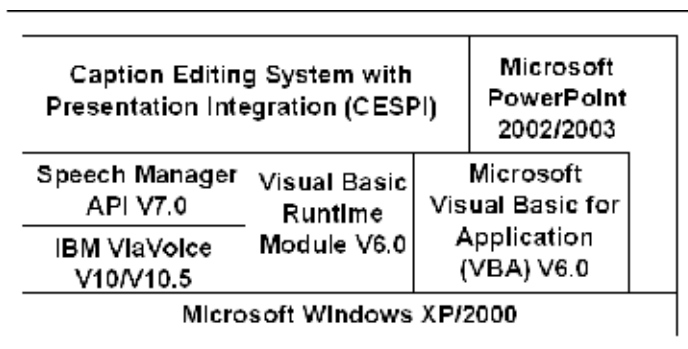 Caption Editing System with
Presentation Integration (CESPI)
Microsoft
PowerPoint
2002/2003
Speech Manager
API V7.0
IBM ViaVoice
V10/V10.5
Visual Basic
Runtime
Module V6.0
Microsoft
Visual Basic for
Application
(VBA) V6.0
Microsoft Windows XP/2000